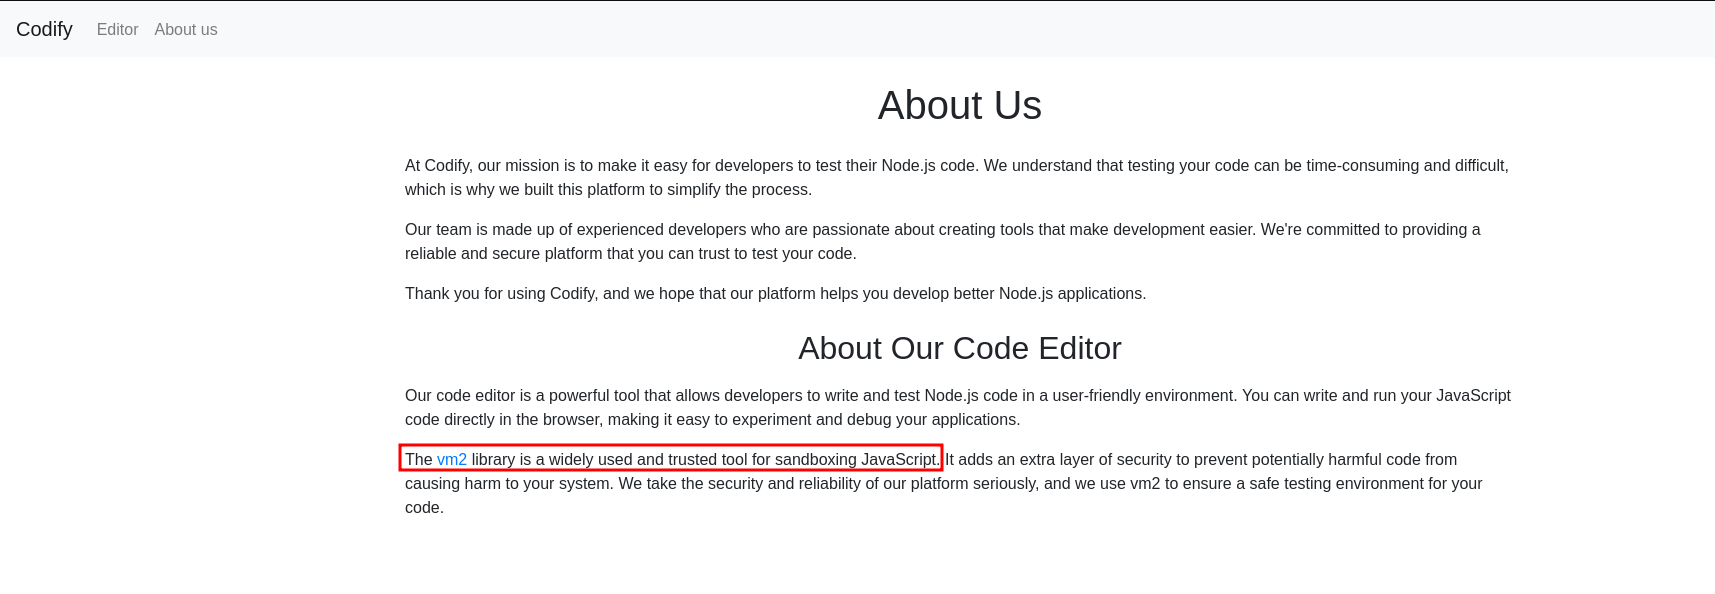 Codify Editor About us
About Us
At Codify, our mission is to make it easy for developers to test their Node.js code. We understand that testing your code can be time-consuming and difficult,
which is why we built this platform to simplify the process.
Our team is made up of experienced developers who are passionate about creating tools that make development easier. We're committed to providing a
reliable and secure platform that you can trust to test your code.
Thank you for using Codify, and we hope that our platform helps you develop better Node.js applications.
About Our Code Editor
Our code editor is a powerful tool that allows developers to write and test Node.js code in a user-friendly environment. You can write and run your JavaScript
code directly in the browser, making it easy to experiment and debug your applications.
The vm2 library is a widely used and trusted tool for sandboxing JavaScript. It adds an extra layer of security to prevent potentially harmful code from
causing harm to your system. We take the security and reliability of our platform seriously, and we use vm2 to ensure a safe testing environment for your
code.